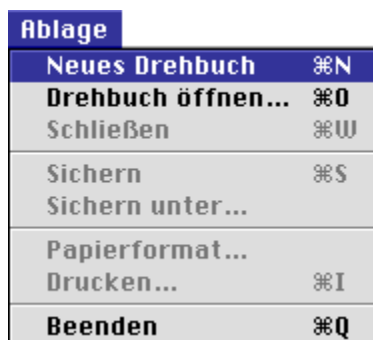 Ablage
Neues Drehbuch ⌘N
Drehbuch öffnen... ⌘O
Schließen ⌘W
Sichern ⌘S
Sichern unter...
Papierformat...
Drucken... ⌘I
Beenden ⌘Q